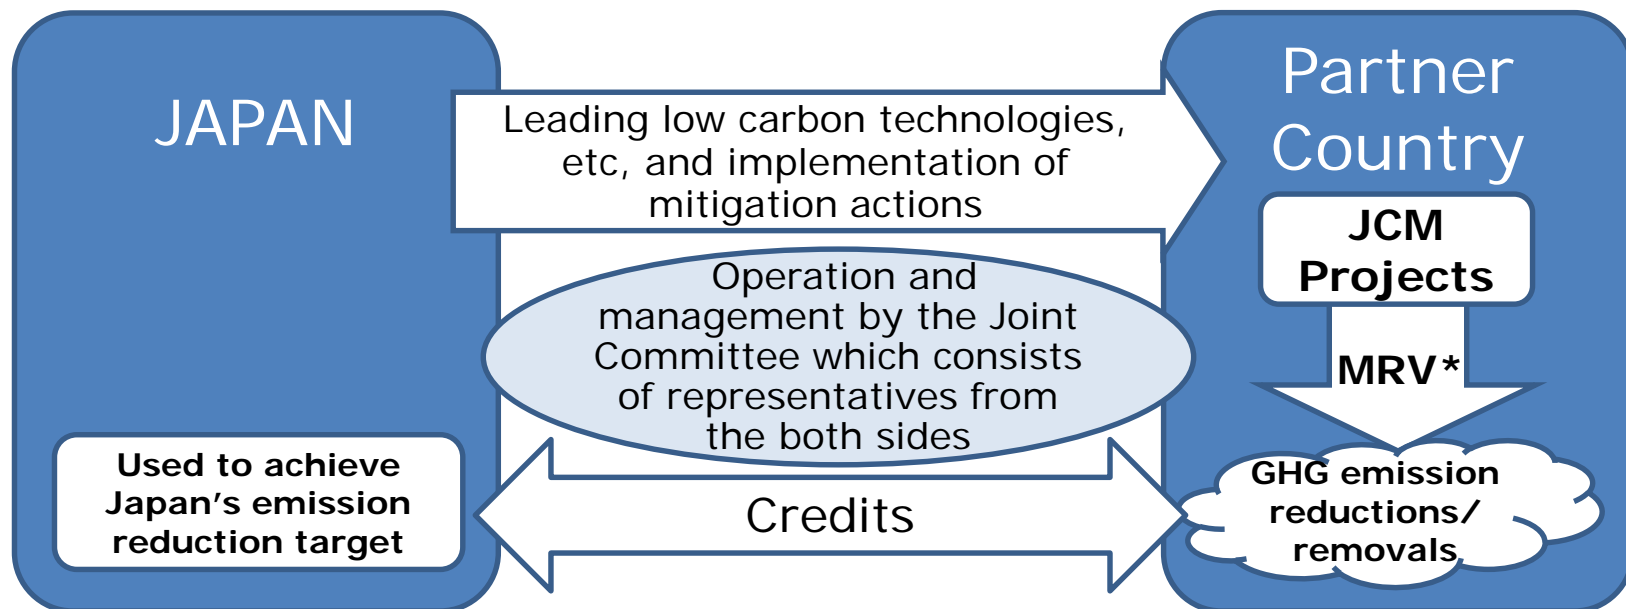 JAPAN
Leading low carbon technologies,
etc, and implementation of
mitigation actions
Partner
Country
JCM
Projects
Operation and
management by the Joint
Committee which consists
of representatives from
the both sides
MRV*
Used to achieve
Japan’s emission
reduction target
Credits
GHG emission
reductions/
removals